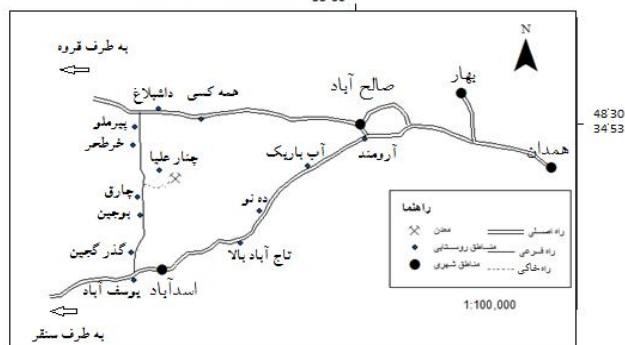 به طرف قروه
N
داشبلاغ
همه کسی
صالح آباد
بهار
48 30
34 53
پیرملو
خرطحر
چنار علیا
آب باریک
آرومند
همدان
چارق
بوجین
ده نو
گذر گجین
تاج آباد بالا
یوسف آباد
اسدآباد
به طرف سنقر
راهنما
راه اصلی
معدن
راه فرعی
مناطق روستایی
راه خاکی
مناطق شهری
1:100,000